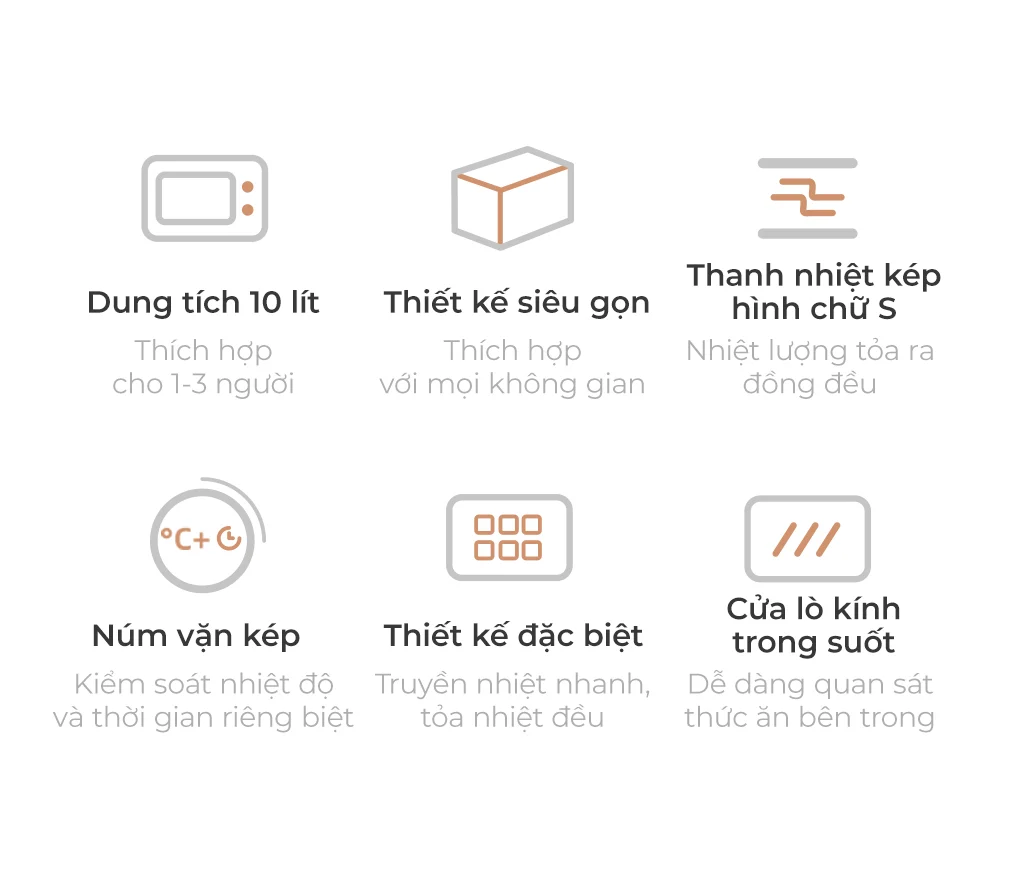 Dung tích 10 lít
Thích hợp
cho 1-3 người
Thiết kế siêu gọn
Thích hợp
với mọi không gian
Thanh nhiệt kép
hình chữ S
Nhiệt lượng tỏa ra
đồng đều
°C+
Núm vặn kép
Kiểm soát nhiệt độ
và thời gian riêng biệt
Thiết kế đặc biệt
Truyền nhiệt nhanh,
tỏa nhiệt đều
Cửa lò kính
trong suốt
Dễ dàng quan sát
thức ăn bên trong